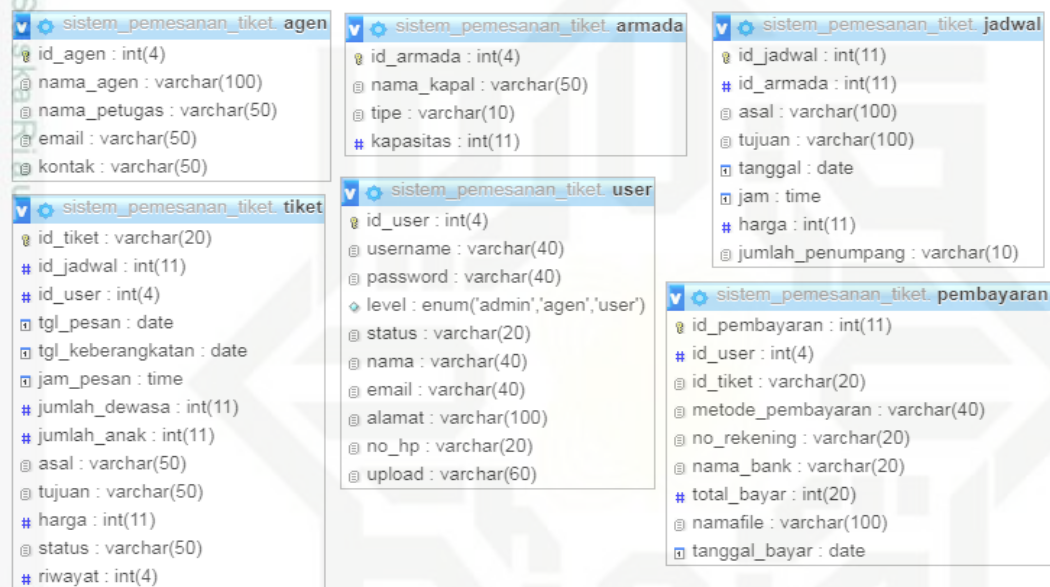 sistem_pemesanan_tiket agen
id_agen : int(4)
nama_agen : varchar(100)
nama_petugas : varchar(50)
email : varchar(50)
kontak : varchar(50)
sistem_pemesanan_tiket armada
id_armada : int(4)
nama_kapal : varchar(50)
tipe : varchar(10)
kapasitas : int(11)
sistem_pemesanan_tiket jadwal
id_jadwal : int(11)
id_armada : int(11)
asal : varchar(100)
tujuan : varchar(100)
tanggal : date
jam : time
harga : int(11)
jumlah_penumpang : varchar(10)
sistem_pemesanan_tiket tiket
id_tiket : varchar(20)
id_jadwal : int(11)
id_user : int(4)
tgl_pesan : date
tgl_keberangkatan : date
jam_pesan : time
jumlah_dewasa : int(11)
jumlah_anak : int(11)
asal : varchar(50)
tujuan : varchar(50)
harga : int(11)
status : varchar(50)
riwayat : int(4)
sistem_pemesanan_tiket user
id_user : int(4)
username : varchar(40)
password : varchar(40)
level : enum('admin','agen','user')
status : varchar(20)
nama : varchar(40)
email : varchar(40)
alamat : varchar(100)
no_hp : varchar(20)
upload : varchar(60)
sistem_pemesanan_tiket pembayaran
id_pembayaran : int(11)
id_user : int(4)
id_tiket : varchar(20)
metode_pembayaran : varchar(40)
no_rekening : varchar(20)
nama_bank : varchar(20)
total_bayar : int(20)
namafile : varchar(100)
tanggal_bayar : date